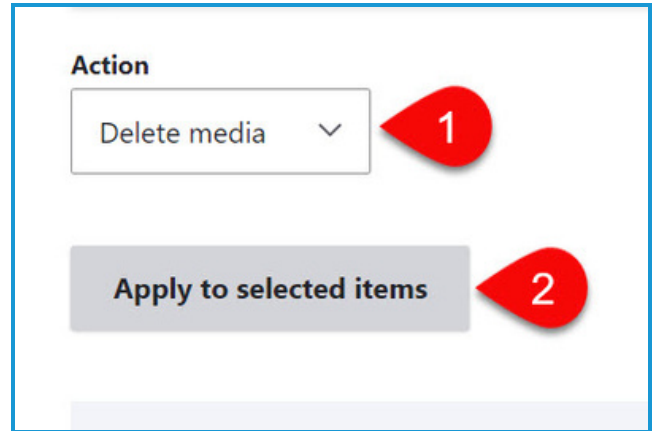 Action
Delete media
1
Apply to selected items
2